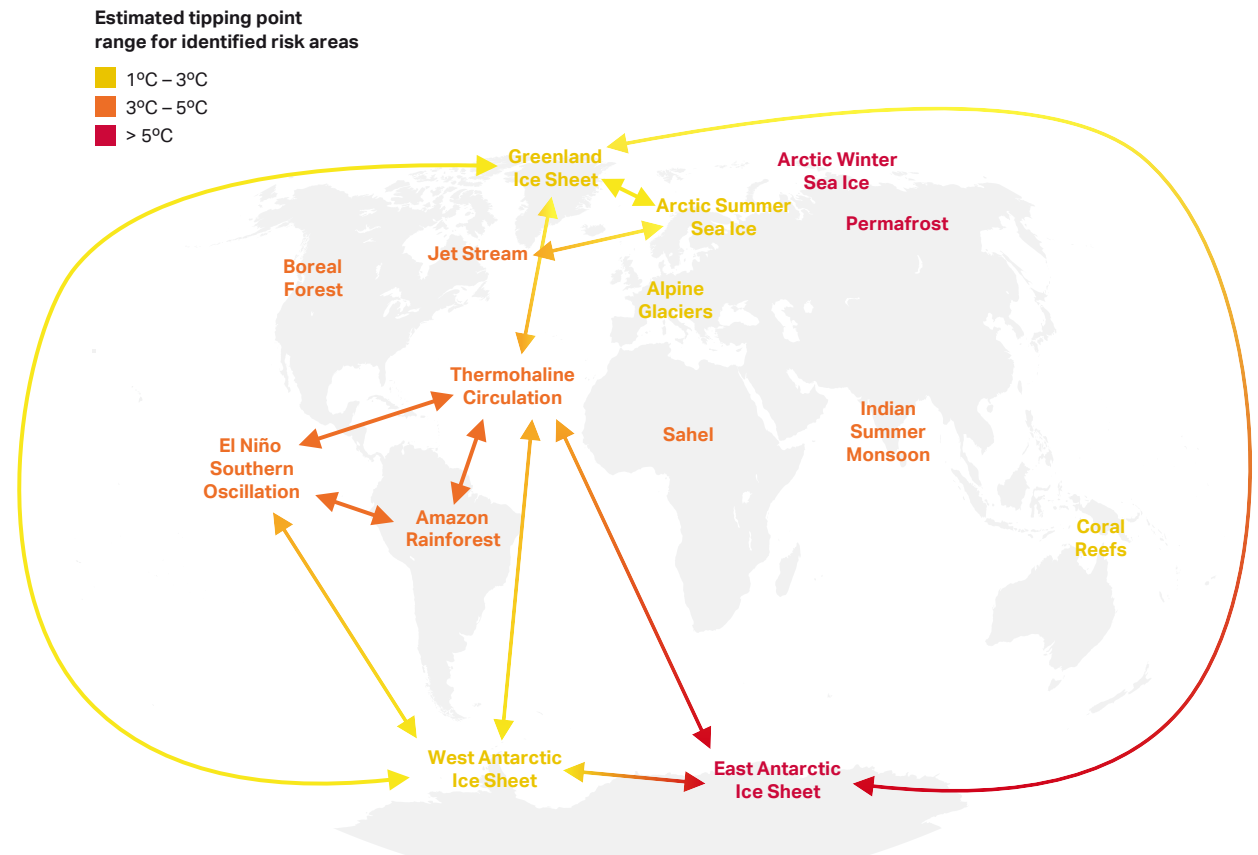 Estimated tipping point
range for identified risk areas
1ºC – 3ºC
3ºC – 5ºC
> 5ºC
Greenland
Ice Sheet
Arctic Winter
Sea Ice
Arctic Summer
Sea Ice
Permafrost
Jet Stream
Boreal
Forest
Alpine
Glaciers
Thermohaline
Circulation
Indian
Summer
Monsoon
Sahel
El Niño
Southern
Oscillation
Amazon
Rainforest
Coral
Reefs
West Antarctic
Ice Sheet
East Antarctic
Ice Sheet